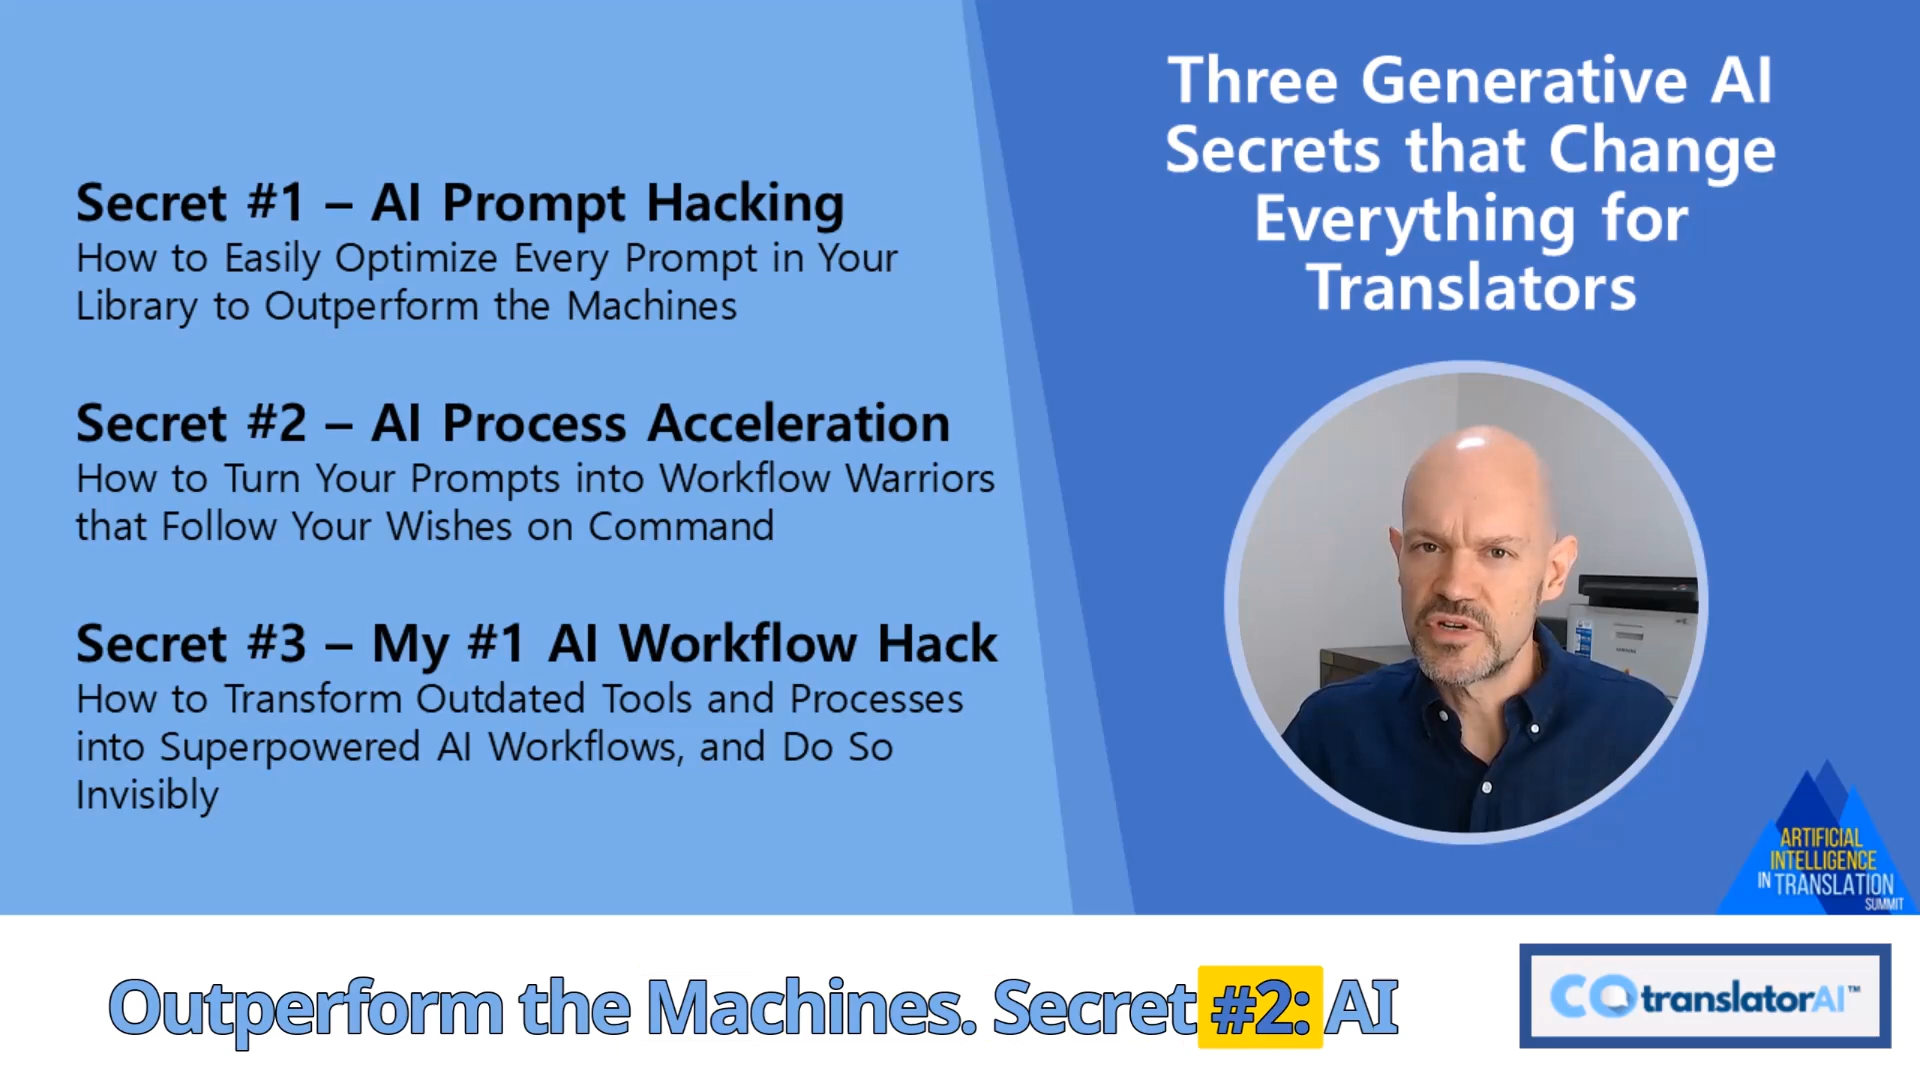 Three Generative AI
Secrets that Change
Everything for
Translators
Secret #1 – AI Prompt Hacking
How to Easily Optimize Every Prompt in Your
Library to Outperform the Machines
Secret #2 – AI Process Acceleration
How to Turn Your Prompts into Workflow Warriors
that Follow Your Wishes on Command
Secret #3 – My #1 AI Workflow Hack
How to Transform Outdated Tools and Processes
into Superpowered AI Workflows, and Do So
Invisibly
SAMSUNG
ARTIFICIAL
INTELLIGENCE
IN TRANSLATION
SUMMIT
Outperform the Machines. Secret #2: AI
COtranslatorAI™